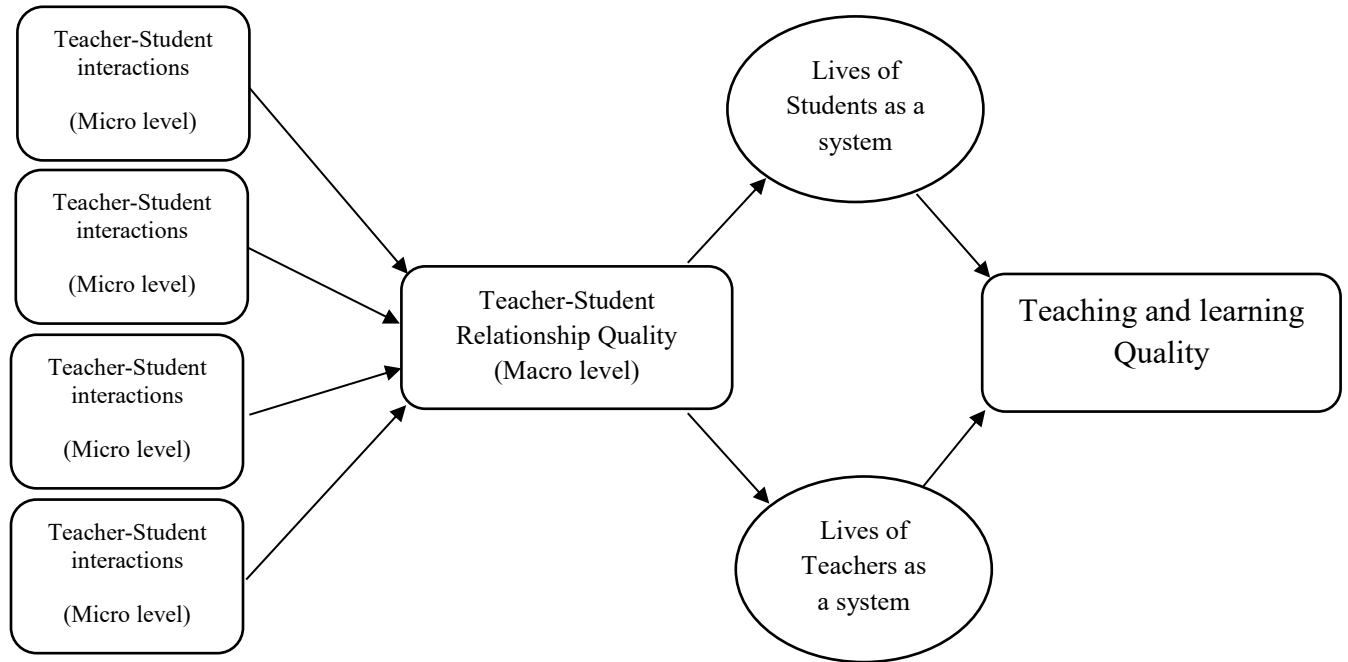 Teacher-Student
interactions
(Micro level)
Teacher-Student
interactions
(Micro level)
Teacher-Student
interactions
(Micro level)
Teacher-Student
interactions
(Micro level)
Teacher-Student
Relationship Quality
(Macro level)
Lives of
Students as a
system
Lives of
Teachers as
a system
Teaching and learning
Quality